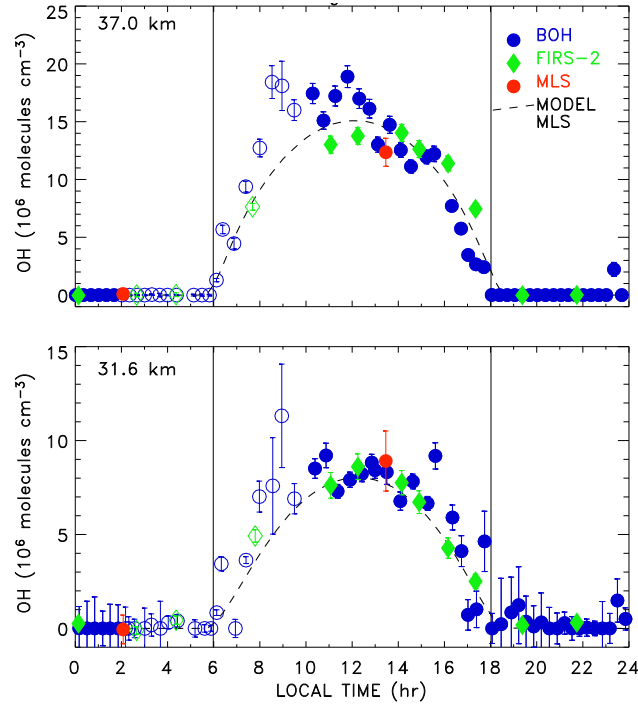 37.0 km
BOH
FIRS-2
MLS
MODEL
MLS
25
20
15
10
5
0
OH (10⁶ molecules cm⁻³)
31.6 km
15
10
5
0
OH (10⁶ molecules cm⁻³)
0 2 4 6 8 10 12 14 16 18 20 22 24
LOCAL TIME (hr)